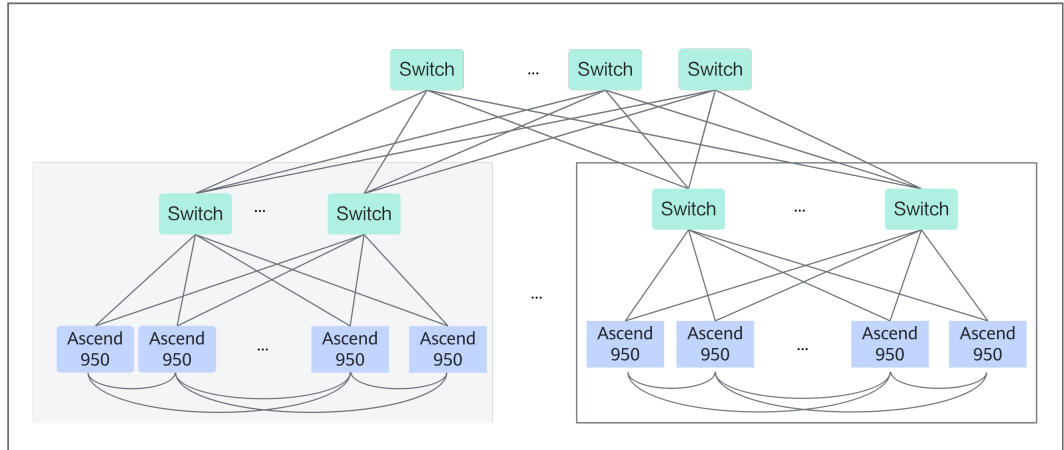 Switch ... Switch Switch
Switch ... Switch Switch ... Switch
...
Ascend 950 Ascend 950 ... Ascend 950 Ascend 950 Ascend 950 Ascend 950 ... Ascend 950 Ascend 950